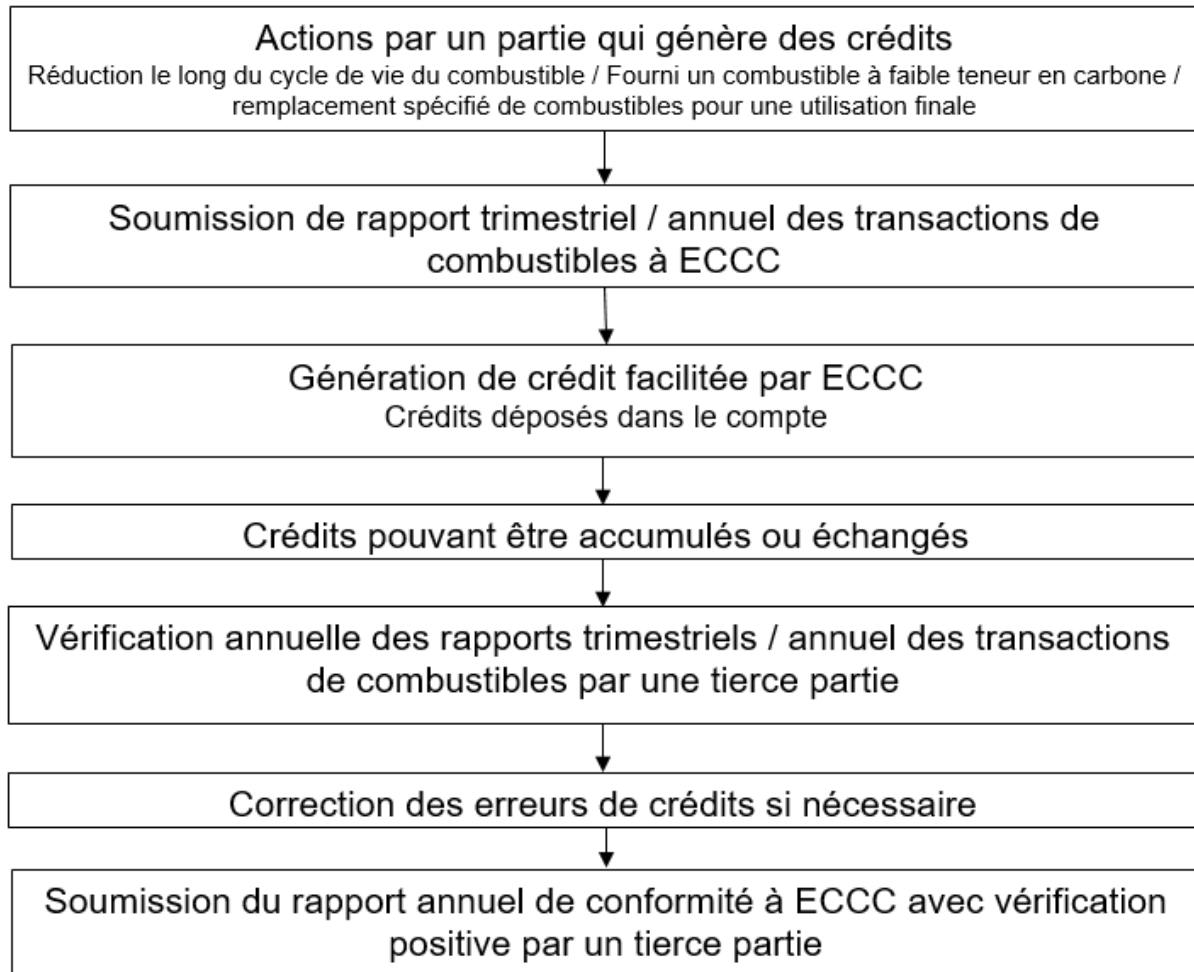 Actions par un partie qui génère des crédits
Réduction le long du cycle de vie du combustible / Fourni un combustible à faible teneur en carbone /
remplacement spécifié de combustibles pour une utilisation finale
Soumission de rapport trimestriel / annuel des transactions de
combustibles à ECCC
Génération de crédit facilitée par ECCC
Crédits déposés dans le compte
Crédits pouvant être accumulés ou échangés
Vérification annuelle des rapports trimestriels / annuel des transactions
de combustibles par une tierce partie
Correction des erreurs de crédits si nécessaire
Soumission du rapport annuel de conformité à ECCC avec vérification
positive par un tierce partie